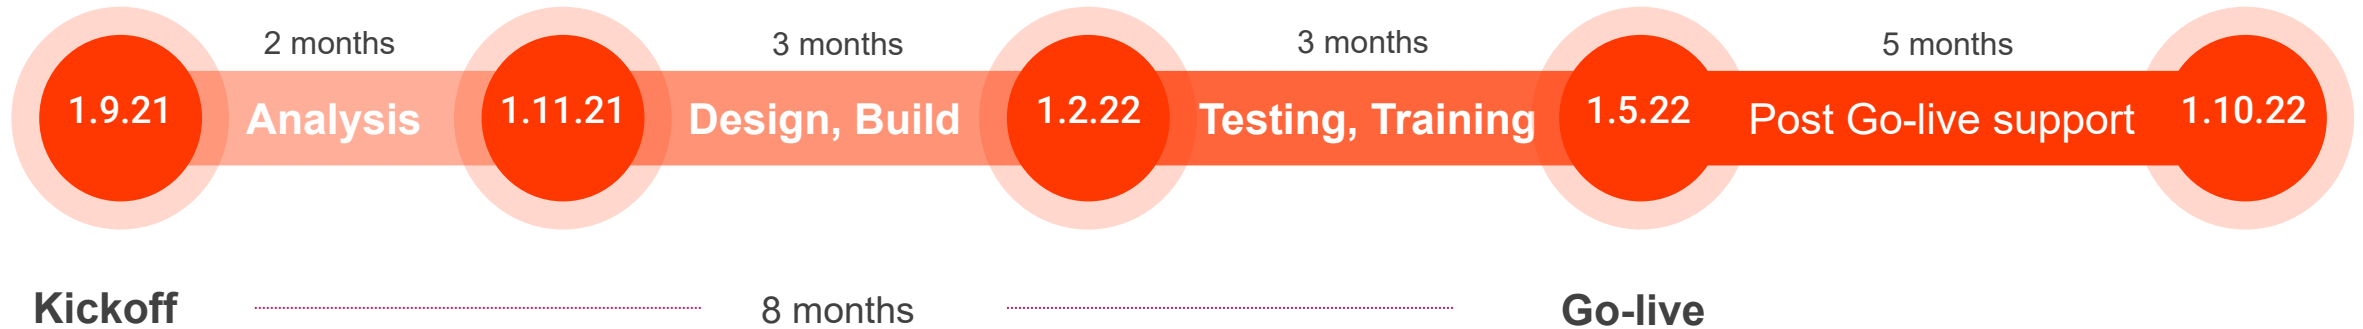 2 months
3 months
3 months
5 months
1.9.21
Analysis
1.11.21
Design, Build
1.2.22
Testing, Training
1.5.22
Post Go-live support
1.10.22
Kickoff
8 months
Go-live